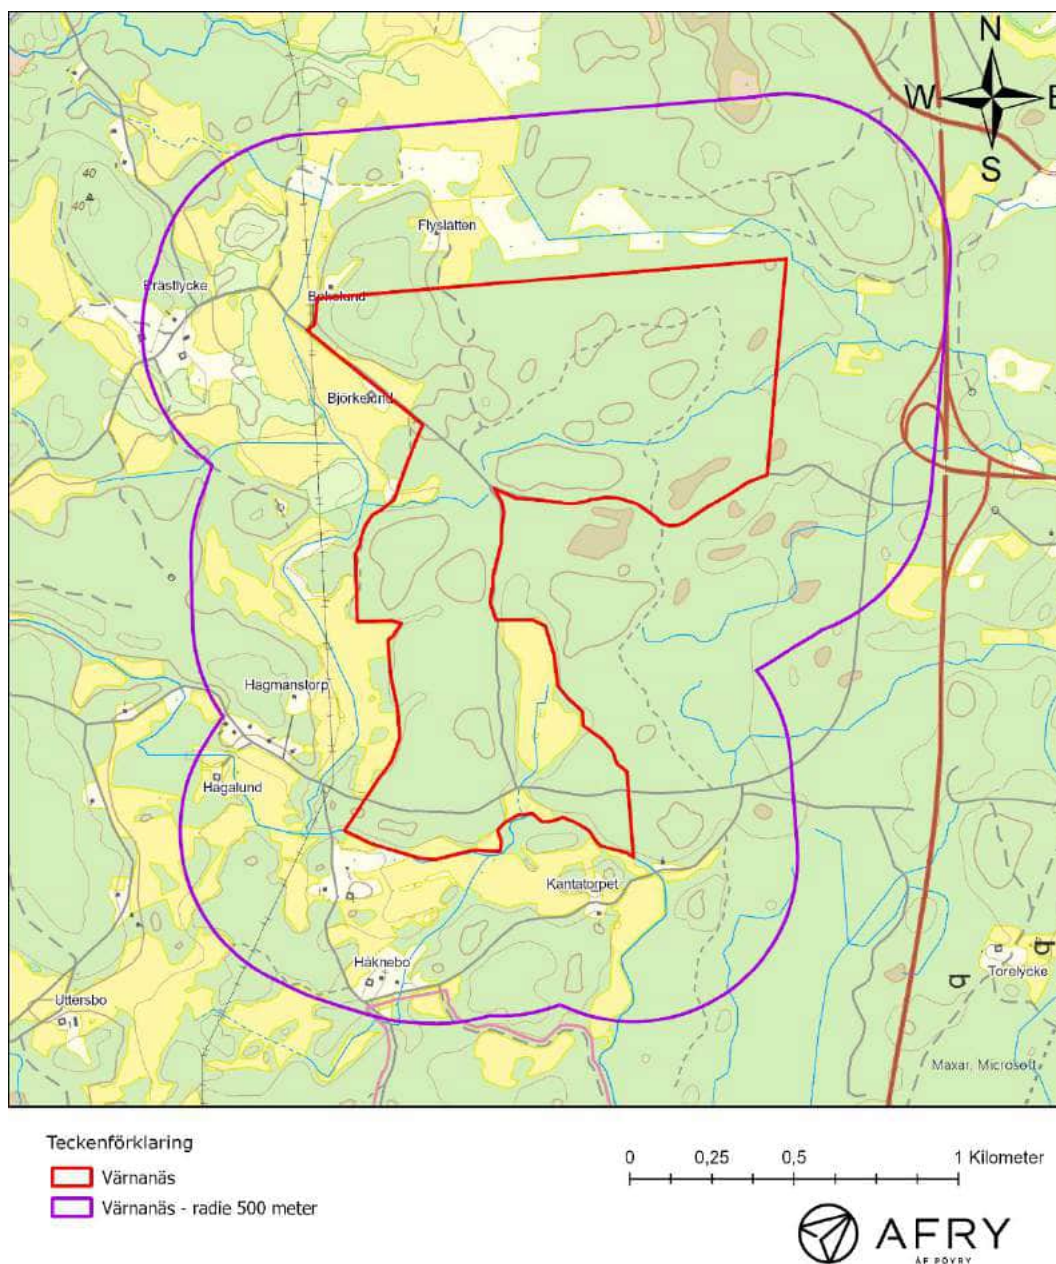 N
W E
S
40
40
Flyslätten
Prästlycke
Bokelund
Björkelund
Hagmanstorp
Hagalund
Kantatorpet
Håknebo
Uttersbo
Torelycke
Maxar, Microsoft
Teckenförklaring
Värnanäs
Värnanäs - radie 500 meter
0 0,25 0,5 1 Kilometer
AFRY
ÅF PÖYRY